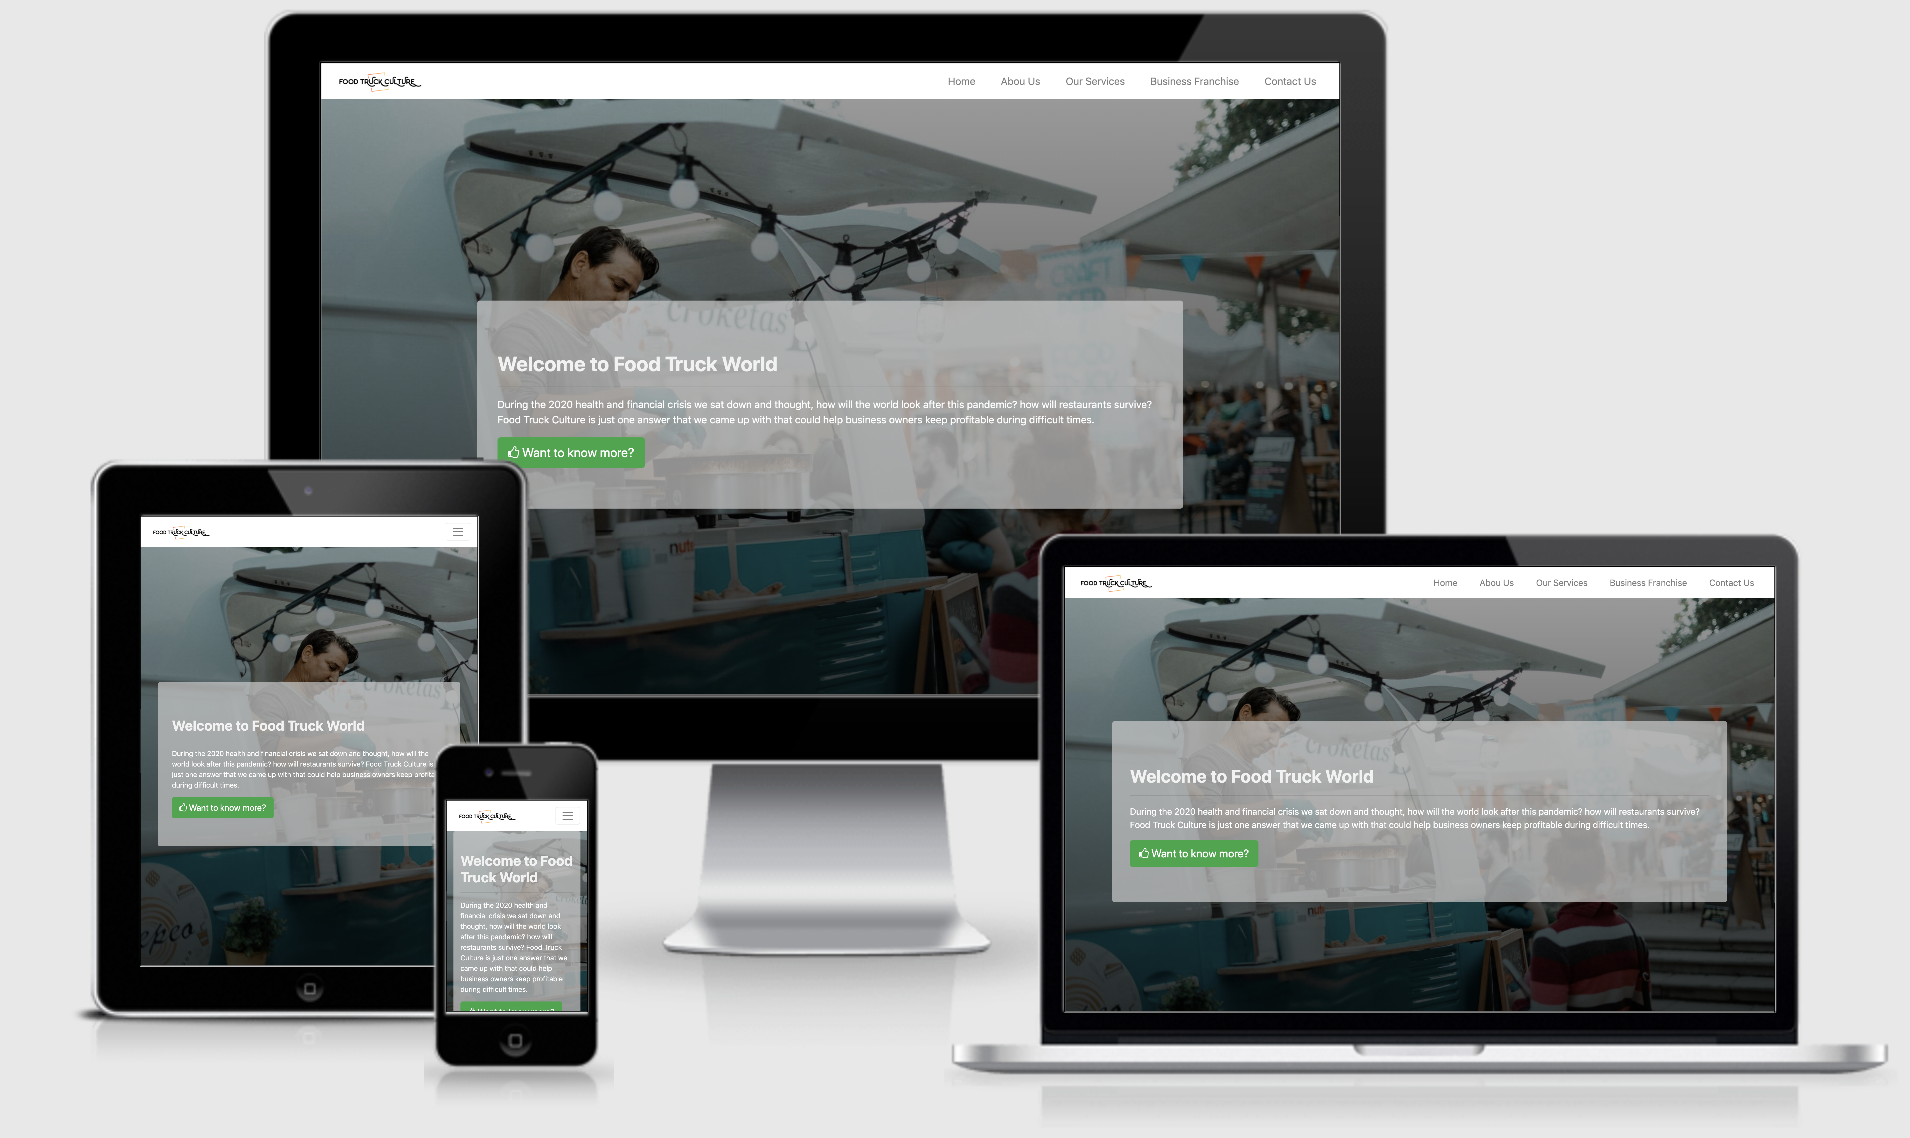 FOOD TRUCK CULTURE
Home Abou Us Our Services Business Franchise Contact Us
CRAFT
BEER
croketas
Welcome to Food Truck World
During the 2020 health and financial crisis we sat down and thought, how will the world look after this pandemic? how will restaurants survive?
Food Truck Culture is just one answer that we came up with that could help business owners keep profitable during difficult times.
Want to know more?
nut
FOOD TRUCK CULTURE
croketas
Welcome to Food Truck World
During the 2020 health and financial crisis we sat down and thought, how will the
world look after this pandemic? how will restaurants survive? Food Truck Culture is
just one answer that we came up with that could help business owners keep profita
during difficult times.
Want to know more?
epco
FOOD TRUCK CULTURE
Welcome to Food
Truck World
During the 2020 health and
financial crisis we sat down and
thought, how will the world look
after this pandemic? how will
restaurants survive? Food Truck
Culture is just one answer that we
came up with that could help
business owners keep profitable
during difficult times.
Want to know more?
FOOD TRUCK CULTURE
Home Abou Us Our Services Business Franchise Contact Us
croketas
Welcome to Food Truck World
During the 2020 health and financial crisis we sat down and thought, how will the world look after this pandemic? how will restaurants survive?
Food Truck Culture is just one answer that we came up with that could help business owners keep profitable during difficult times.
Want to know more?
nut